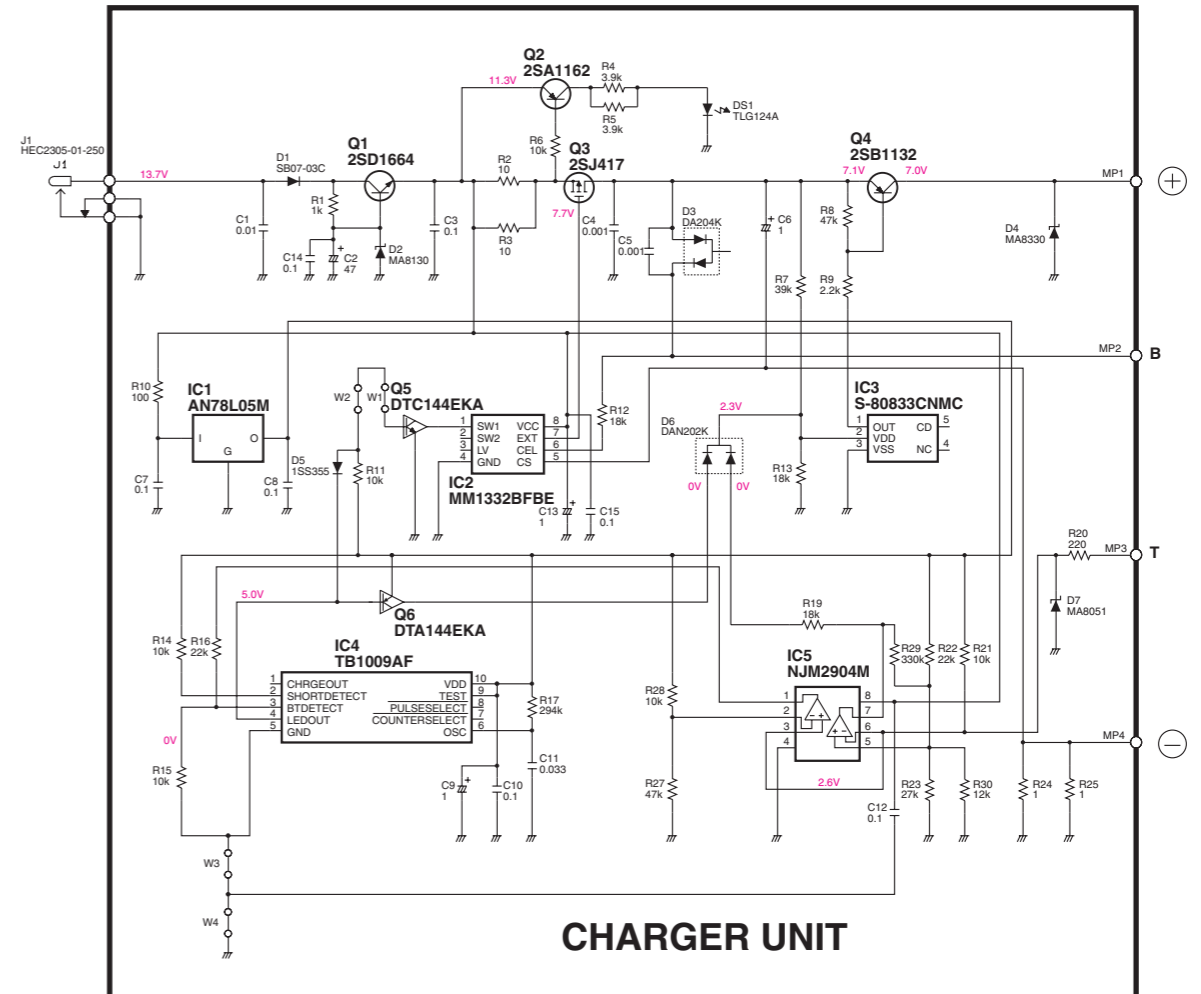 Q2
2SA1162
11.3V
R4
3.9k
R5
3.9k
DS1
TLG124A
J1
HEC2305-01-250
J1
13.7V
D1
SB07-03C
Q1
2SD1664
R6
10k
R2
10
Q3
2SJ417
Q4
2SB1132
7.1V
7.0V
MP1
+
C1
0.01
R1
1k
C14
0.1
+
C2
47
D2
MA8130
C3
0.1
R3
10
7.7V
C4
0.001
C5
0.001
D3
DA204K
+
C6
1
R7
39k
R8
47k
R9
2.2k
D4
MA8330
MP2
B
R10
100
IC1
AN78L05M
I
O
G
C7
0.1
C8
0.1
D5
1SS355
W2
W1
R11
10k
Q5
DTC144EKA
1
2
3
4
SW1
SW2
LV
GND
VCC
EXT
CEL
CS
8
7
6
5
IC2
MM1332BFBE
R12
18k
C13
1
+
C15
0.1
2.3V
D6
DAN202K
0V
0V
R13
18k
IC3
S-80833CNMC
1
2
3
OUT
VDD
VSS
CD
NC
5
4
R20
220
MP3
T
D7
MA8051
5.0V
R14
10k
R16
22k
Q6
DTA144EKA
IC4
TB1009AF
1
2
3
4
5
CHRGEOUT
SHORTDETECT
BTDETECT
LEDOUT
GND
VDD
TEST
PULSESELECT
COUNTERSELECT
OSC
10
9
8
7
6
R17
294k
C11
0.033
0V
R15
10k
C9
1
+
C10
0.1
R19
18k
R29
330k
R22
22k
R21
10k
R28
10k
R27
47k
IC5
NJM2904M
1
2
3
4
- +
+ -
8
7
6
5
2.6V
C12
0.1
R23
27k
R30
12k
R24
1
R25
1
MP4
−
W3
W4
CHARGER UNIT